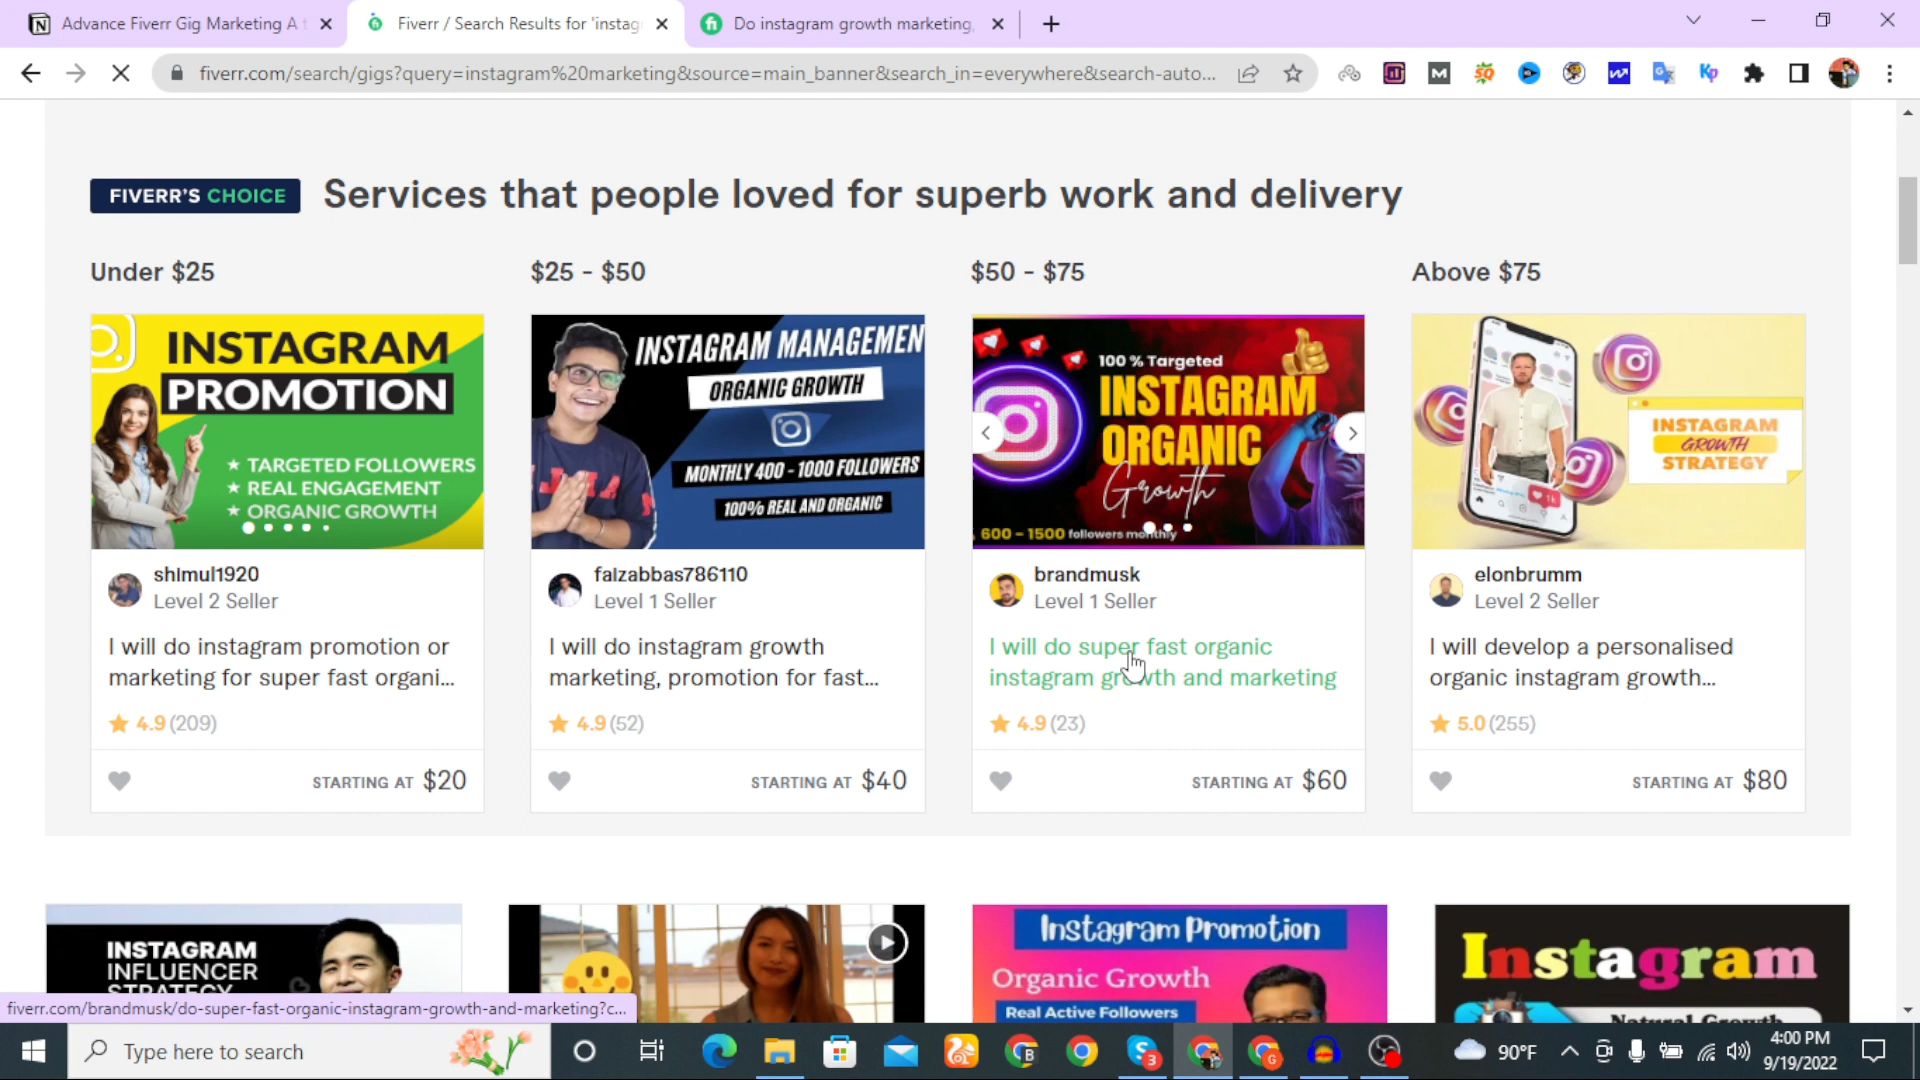 Advance Fiverr Gig Marketing A t
Fiverr / Search Results for 'instag
Do instagram growth marketing,
fiverr.com/search/gigs?query=instagram%20marketing&source=main_banner&search_in=everywhere&search-auto...
FIVERR'S CHOICE
Services that people loved for superb work and delivery
Under $25
$25 - $50
$50 - $75
Above $75
INSTAGRAM
PROMOTION
★ TARGETED FOLLOWERS
★ REAL ENGAGEMENT
★ ORGANIC GROWTH
INSTAGRAM MANAGEMEN
ORGANIC GROWTH
MONTHLY 400 - 1000 FOLLOWERS
100% REAL AND ORGANIC
100 % Targeted
INSTAGRAM
ORGANIC
Growth
600 - 1500 followers monthly
INSTAGRAM
GROWTH
STRATEGY
1k
shimul1920
Level 2 Seller
I will do instagram promotion or
marketing for super fast organi...
4.9 (209)
STARTING AT $20
faizabbas786110
Level 1 Seller
I will do instagram growth
marketing, promotion for fast...
4.9 (52)
STARTING AT $40
brandmusk
Level 1 Seller
I will do super fast organic
instagram growth and marketing
4.9 (23)
STARTING AT $60
elonbrumm
Level 2 Seller
I will develop a personalised
organic instagram growth...
5.0 (255)
STARTING AT $80
INSTAGRAM
INFLUENCER
STRATEGY
Instagram Promotion
Organic Growth
Real Active Followers
Instagram
Natural Growth
fiverr.com/brandmusk/do-super-fast-organic-instagram-growth-and-marketing?c...
Type here to search
90°F
4:00 PM
9/19/2022